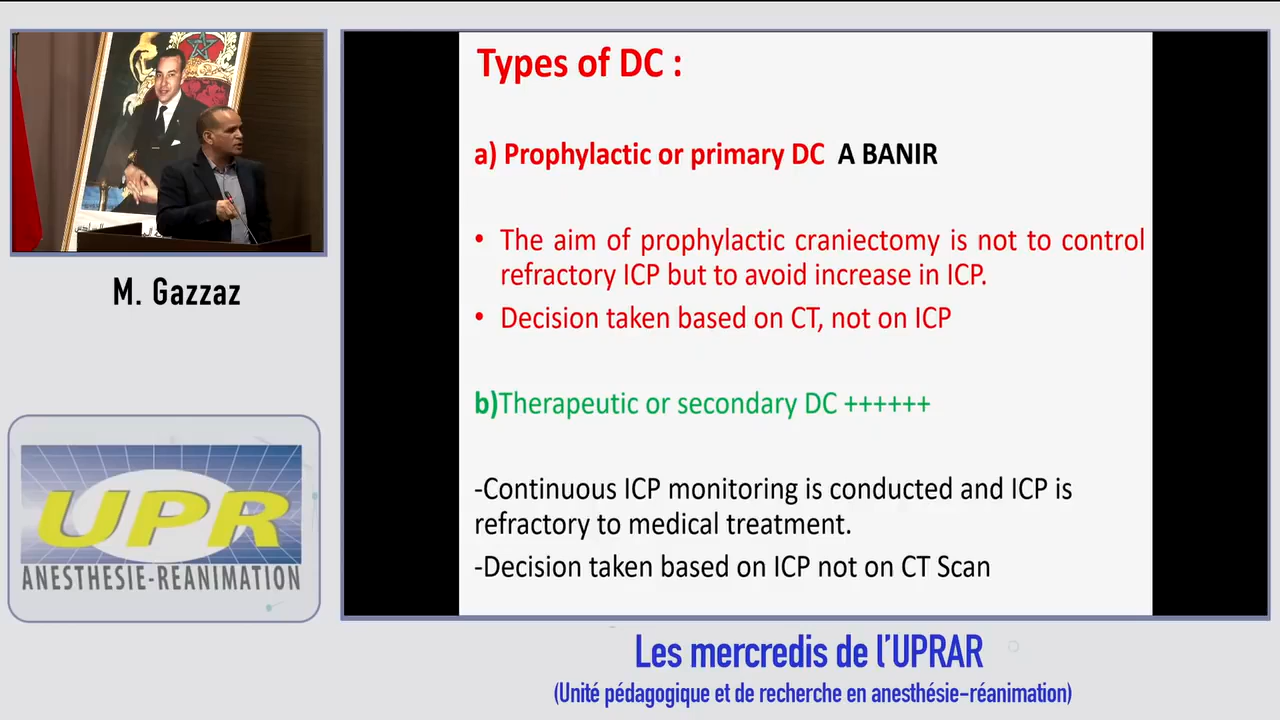 Types of DC :
a) Prophylactic or primary DC A BANIR
• The aim of prophylactic craniectomy is not to control
refractory ICP but to avoid increase in ICP.
• Decision taken based on CT, not on ICP
b)Therapeutic or secondary DC ++++++
-Continuous ICP monitoring is conducted and ICP is
refractory to medical treatment.
-Decision taken based on ICP not on CT Scan
M. Gazzaz
UPR
ANESTHESIE-REANIMATION
Les mercredis de l'UPRAR
(Unité pédagogique et de recherche en anesthésie-réanimation)